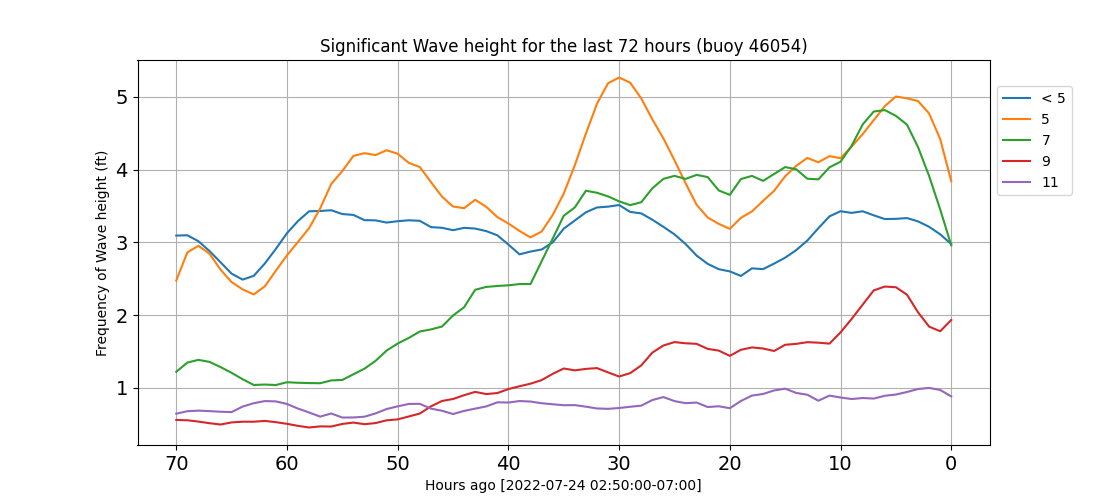 Significant Wave height for the last 72 hours (buoy 46054)
Frequency of Wave height (ft)
5
4
3
2
1
70 60 50 40 30 20 10 0
Hours ago [2022-07-24 02:50:00-07:00]
< 5
5
7
9
11